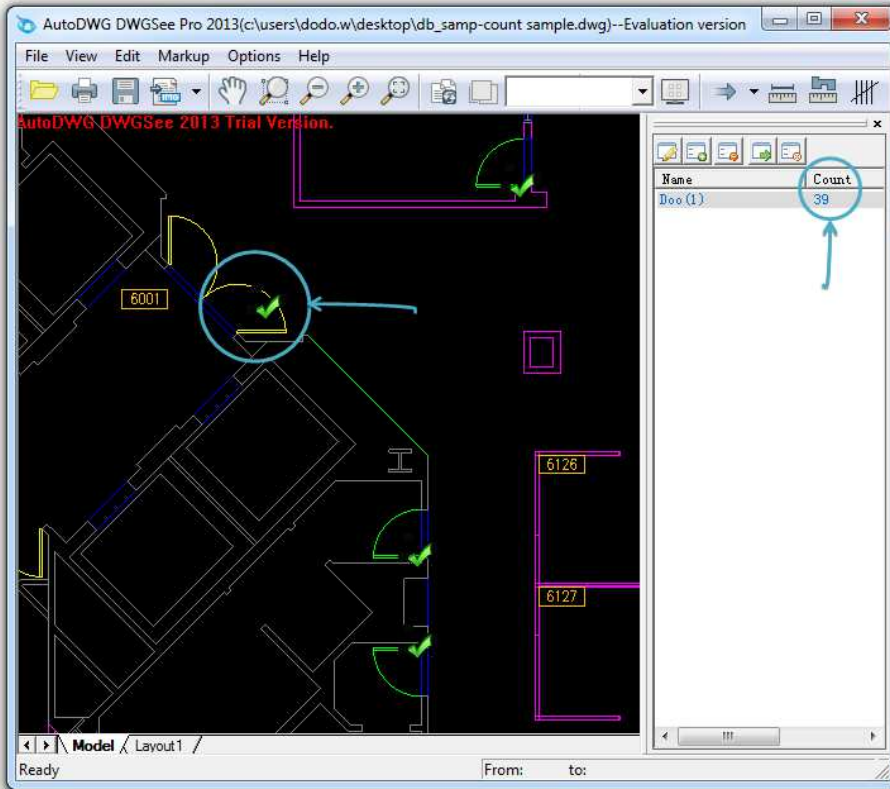 AutoDWG DWGSee Pro 2013(c:\users\dodo.w\desktop\db_samp-count sample.dwg)--Evaluation version
File View Edit Markup Options Help
AutoDWG DWGSee 2013 Trial Version.
Name Count
Doo(1) 39
6001
6126
6127
Model Layout1
Ready From: to: